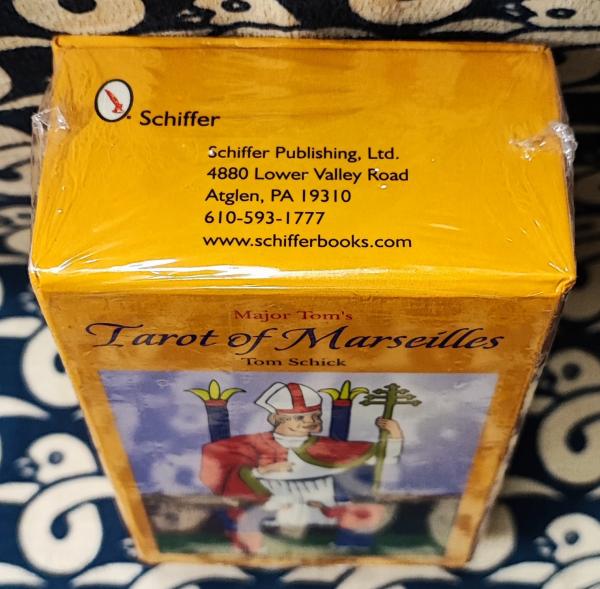 Schiffer
Schiffer Publishing, Ltd.
4880 Lower Valley Road
Atglen, PA 19310
610-593-1777
www.schifferbooks.com
Major Tom's
Tarot of Marseilles
Tom Schick